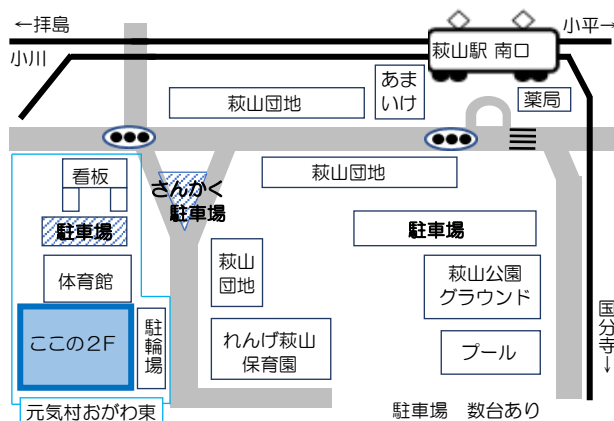 ←拝島
小平→
小川
萩山駅 南口
あま
いけ
薬局
萩山団地
萩山団地
看板
さんかく
駐車場
駐車場
駐車場
体育館
萩山
団地
萩山公園
グラウンド
ここの2F
駐輪場
れんげ萩山
保育園
プール
国分寺→
元気村おがわ東
駐車場 数台あり